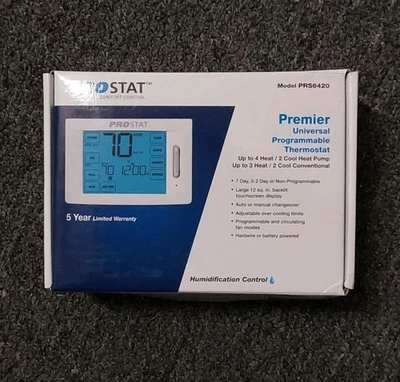 PROSTAT™
COMFORT CONTROL
Model PRS6420
PROSTAT
70
70 12:00
5 Year Limited Warranty
Premier
Universal
Programmable
Thermostat
Up to 4 Heat / 2 Cool Heat Pump
Up to 3 Heat / 2 Cool Conventional
• 7 Day, 5-2 Day or Non-Programmable
• Large 12 sq. in. backlit
touchscreen display
• Auto or manual changeover
• Adjustable over cooling limits
• Programmable and circulating
fan modes
• Hardwire or battery powered
Humidification Control